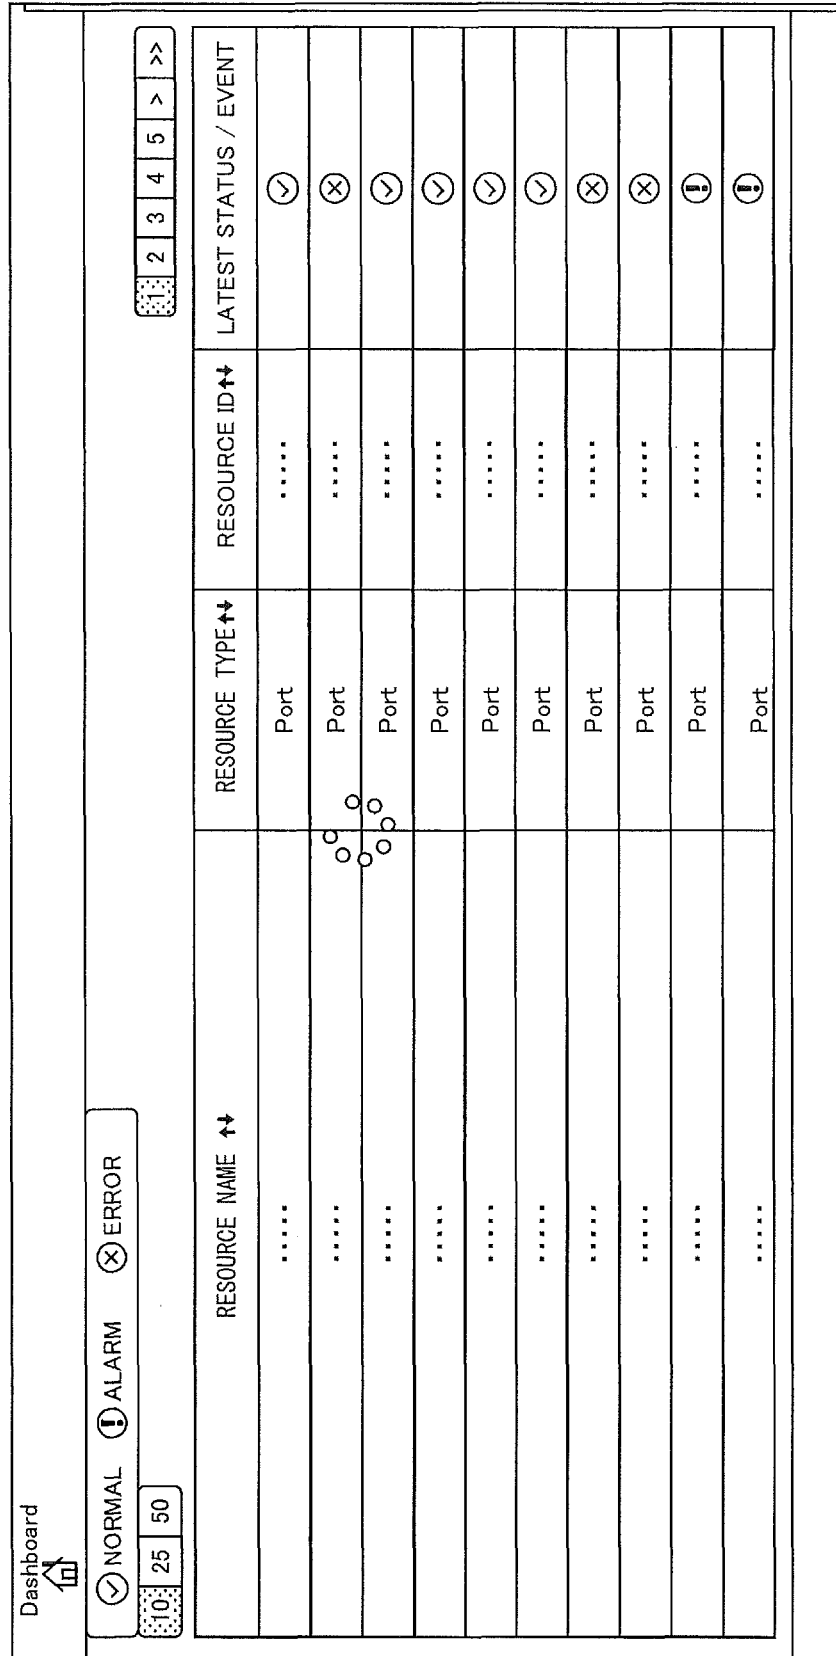 Dashboard
NORMAL ALARM ERROR
10 25 50
1 2 3 4 5 > >>
RESOURCE NAME RESOURCE TYPE RESOURCE ID LATEST STATUS / EVENT
..... Port .....
..... Port .....
..... Port .....
..... Port .....
..... Port .....
..... Port .....
..... Port .....
..... Port .....
..... Port .....
..... Port .....